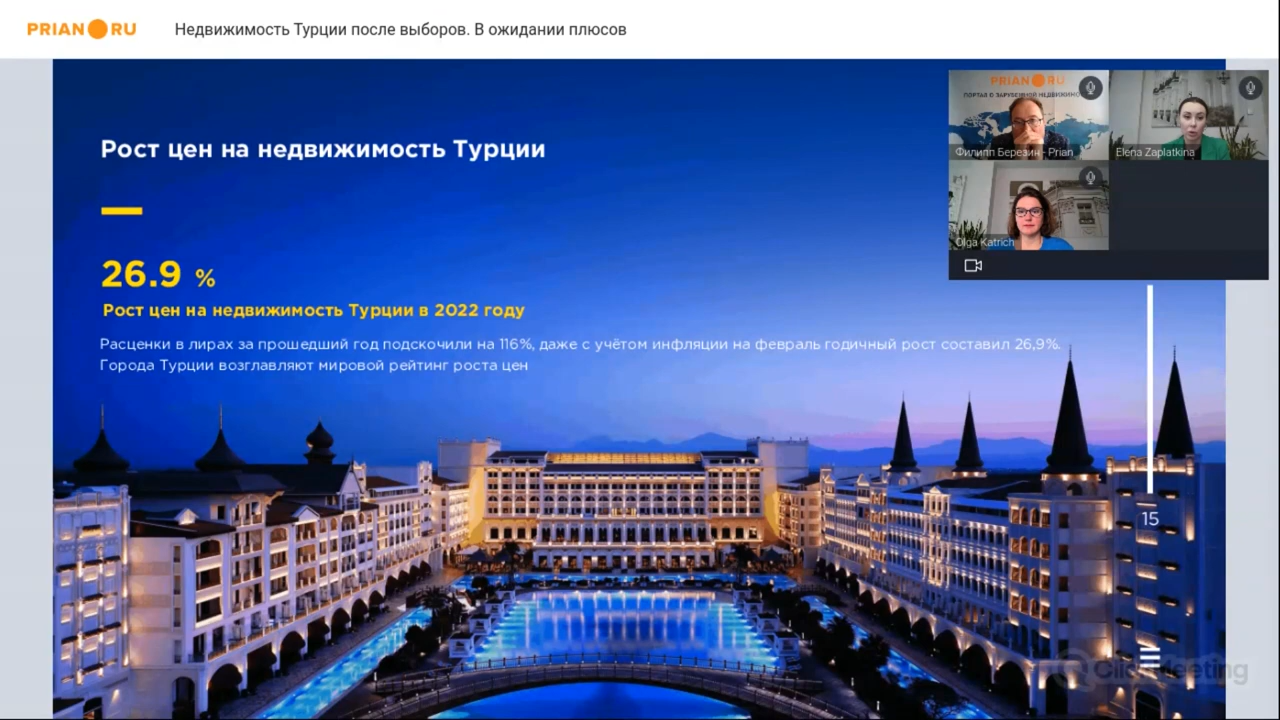 PRIAN RU
Недвижимость Турции после выборов. В ожидании плюсов
PRIAN RU
ПОРТАЛ О ЗАРУБЕЖНОЙ
Филипп Березин - Prian
Elena Zaplatkina
Olga Katrich
Рост цен на недвижимость Турции
26.9 %
Рост цен на недвижимость Турции в 2022 году
Расценки в лирах за прошедший год подскочили на 116%, даже с учётом инфляции на февраль годичный рост составил 26,9%.
Города Турции возглавляют мировой рейтинг роста цен
15
ClickMeeting